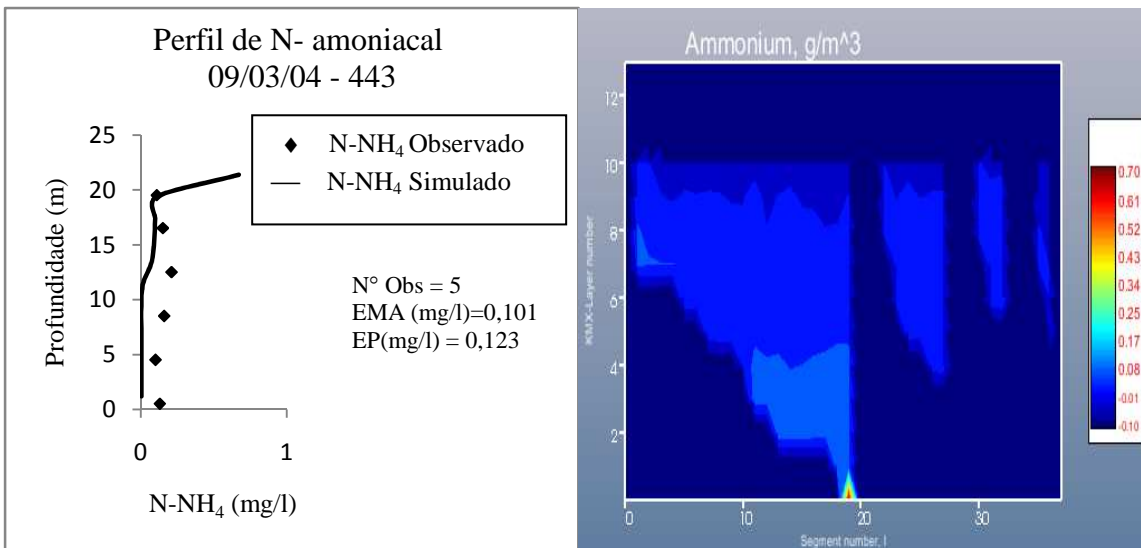 Perfil de N- amoniacal
09/03/04 - 443
25
20
15
10
5
0
Profundidade (m)
0
1
N-NH4 (mg/l)
N-NH4 Observado
N-NH4 Simulado
N° Obs = 5
EMA (mg/l)=0,101
EP(mg/l) = 0,123
Ammonium, g/m^3
12
10
8
6
4
2
KMX-Layer number
0
10
20
30
Segment number, I
0.70
0.61
0.52
0.43
0.34
0.25
0.17
0.08
-0.01
-0.10